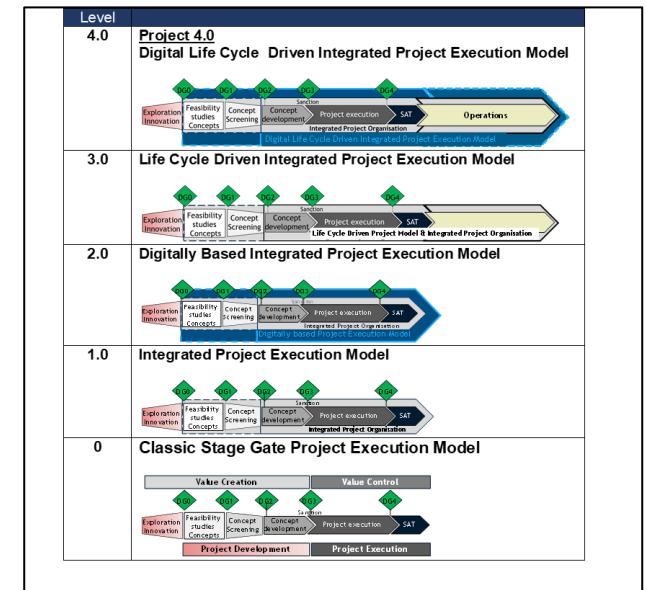 Level
4.0
Project 4.0
Digital Life Cycle Driven Integrated Project Execution Model
DG0 DG1 DG2 DG3 DG4
Sanction
Exploration Innovation
Feasibility studies Concepts
Concept Screening
Concept development
Project execution
SAT
Operations
Integrated Project Organisation
Digital Life Cycle Driven Integrated Project Execution Model
3.0
Life Cycle Driven Integrated Project Execution Model
DG0 DG1 DG2 DG3 DG4
Sanction
Exploration Innovation
Feasibility studies Concepts
Concept Screening
Concept development
Project execution
SAT
Life Cycle Driven Project Model & Integrated Project Organisation
2.0
Digitally Based Integrated Project Execution Model
DG0 DG1 DG2 DG3 DG4
Sanction
Exploration Innovation
Feasibility studies Concepts
Concept Screening
Concept development
Project execution
SAT
Integrated Project Organisation
Digitally based Project Execution Model
1.0
Integrated Project Execution Model
DG0 DG1 DG2 DG3 DG4
Sanction
Exploration Innovation
Feasibility studies Concepts
Concept Screening
Concept development
Project execution
SAT
Integrated Project Organisation
0
Classic Stage Gate Project Execution Model
Value Creation
Value Control
DG0 DG1 DG2 DG3 DG4
Sanction
Exploration Innovation
Feasibility studies Concepts
Concept Screening
Concept development
Project execution
SAT
Project Development
Project Execution